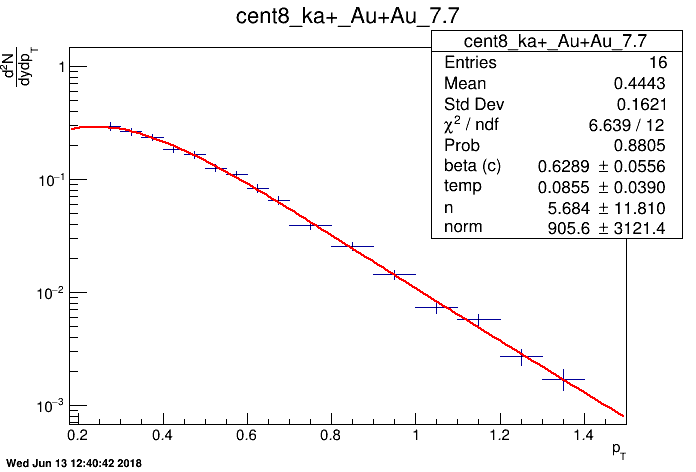 cent8_ka+_Au+Au_7.7
d²N
dydp_T
cent8_ka+_Au+Au_7.7
Entries 16
Mean 0.4443
Std Dev 0.1621
χ² / ndf 6.639 / 12
Prob 0.8805
beta (c) 0.6289 ± 0.0556
temp 0.0855 ± 0.0390
n 5.684 ± 11.810
norm 905.6 ± 3121.4
1
10⁻¹
10⁻²
10⁻³
0.2 0.4 0.6 0.8 1 1.2 1.4
p_T
Wed Jun 13 12:40:42 2018